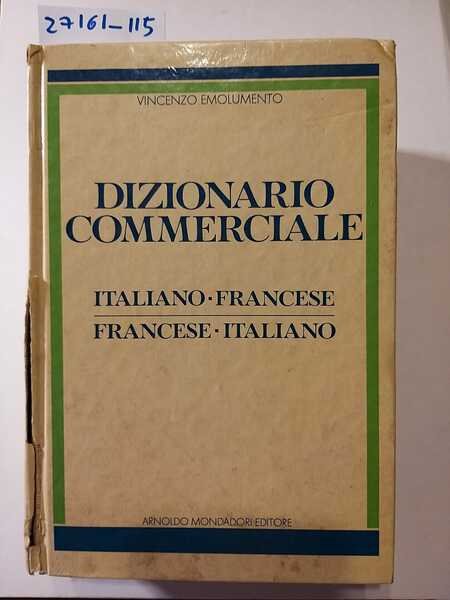 27161-115
VINCENZO EMOLUMENTO
DIZIONARIO
COMMERCIALE
ITALIANO·FRANCESE
FRANCESE·ITALIANO
ARNOLDO MONDADORI EDITORE